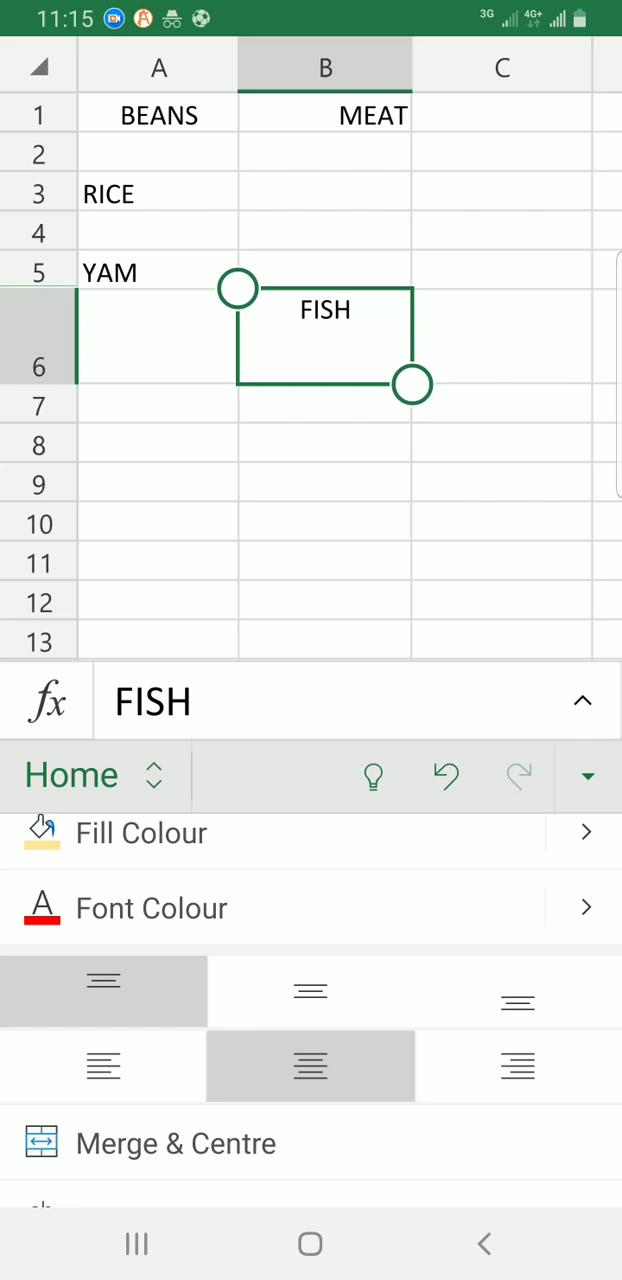 11:15 3G 4G+
A B C
1 BEANS MEAT
2
3 RICE
4
5 YAM
FISH
6
7
8
9
10
11
12
13
fx FISH
Home
Fill Colour
A Font Colour
Merge & Centre